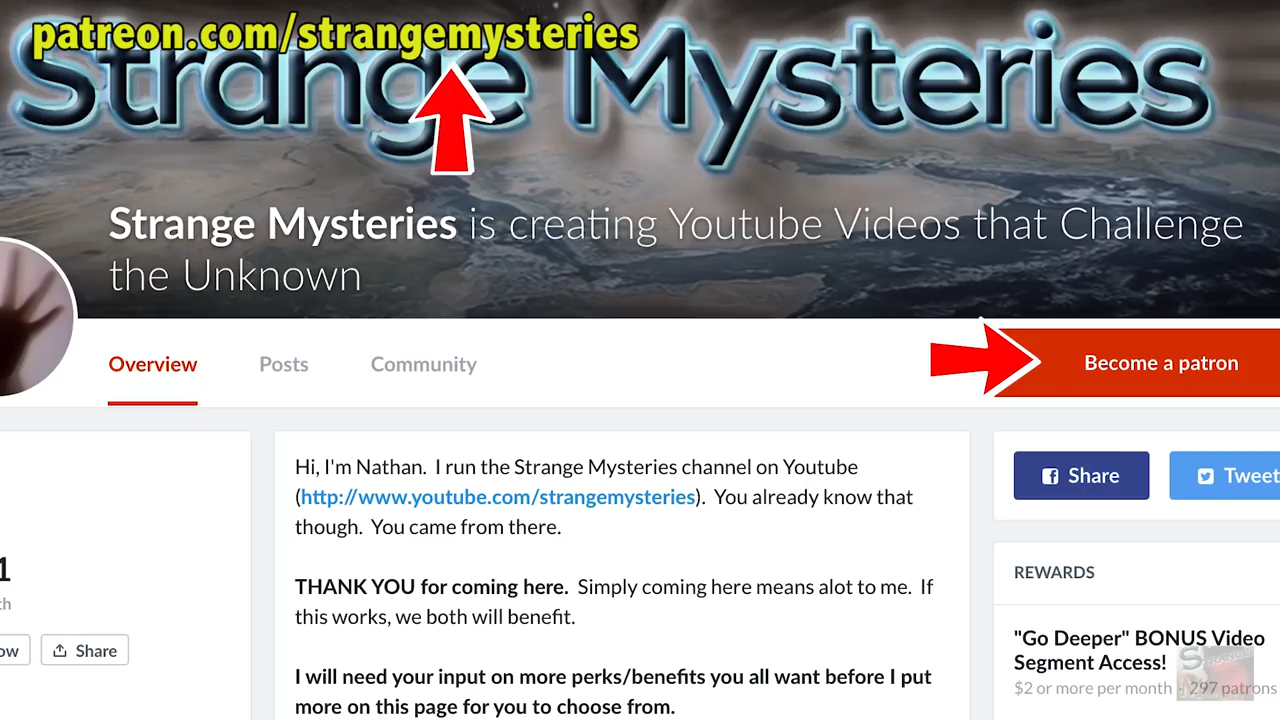 patreon.com/strangemysteries
Strange Mysteries
Strange Mysteries is creating Youtube Videos that Challenge
the Unknown
Overview
Posts
Community
Become a patron
Hi, I'm Nathan. I run the Strange Mysteries channel on Youtube
(http://www.youtube.com/strangemysteries). You already know that
though. You came from there.
THANK YOU for coming here. Simply coming here means alot to me. If
this works, we both will benefit.
I will need your input on more perks/benefits you all want before I put
more on this page for you to choose from.
1
Share
Share
Tweet
REWARDS
"Go Deeper" BONUS Video
Segment Access!
$2 or more per month · 297 patrons